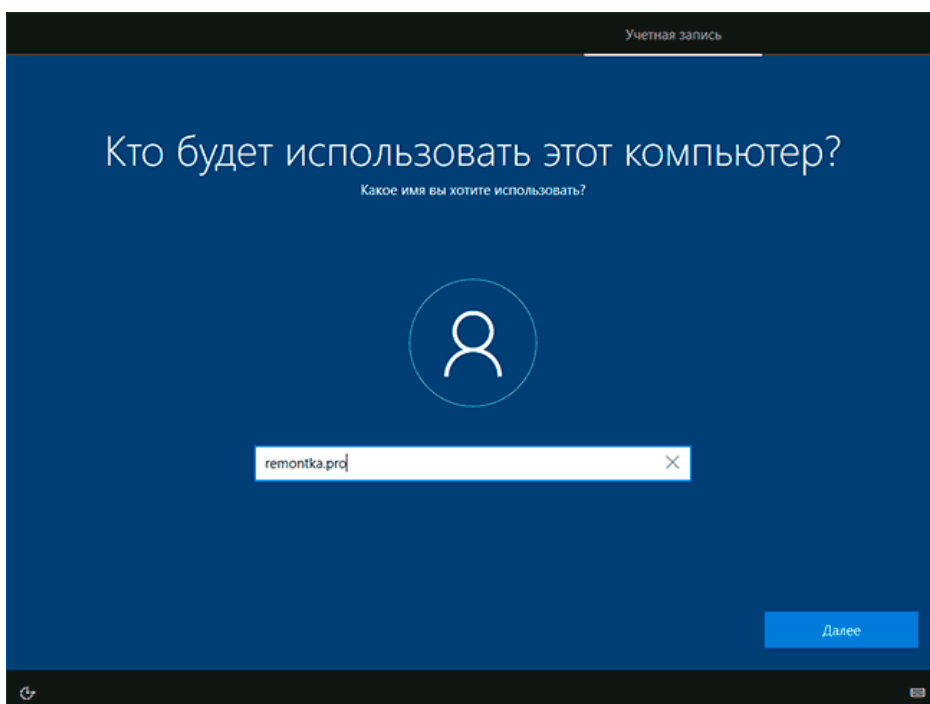 Учетная запись
Кто будет использовать этот компьютер?
Какое имя вы хотите использовать?
remontka.pro
Далее